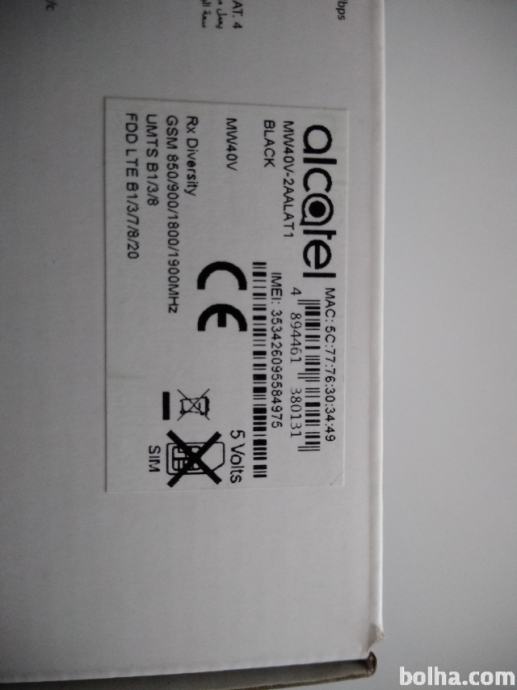 bps
/c
AT. 4
alcatel
MAC: 5C:77:76:30:34:49
4 894461 380131
MW40V-2AALAT1
BLACK
IMEI: 353426095584975
MW40V
5 Volts
SIM
CE
Rx Diversity
GSM 850/900/1800/1900MHz
UMTS B1/3/8
FDD LTE B1/3/7/8/20
bolha.com